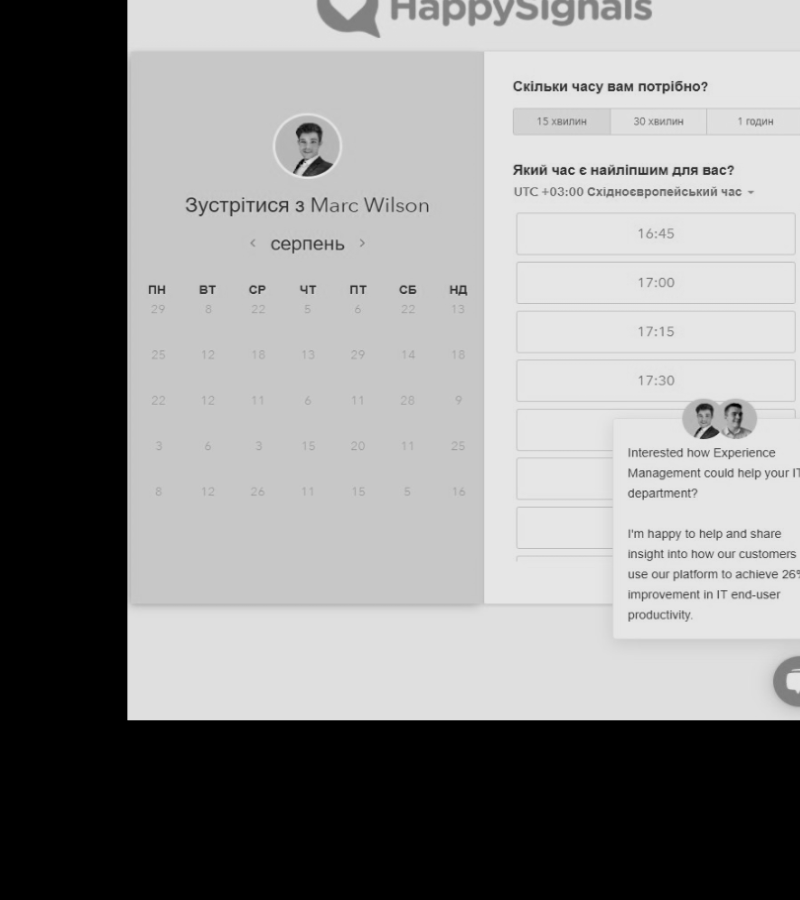 HappySignals
Зустрітися з Marc Wilson
‹ серпень ›
ПН ВТ СР ЧТ ПТ СБ НД
29 8 22 5 6 22 13
25 12 18 13 29 14 18
22 12 11 6 11 28 9
3 6 3 15 20 11 25
8 12 26 11 15 5 16
Скільки часу вам потрібно?
15 хвилин 30 хвилин 1 годин
Який час є найліпшим для вас?
UTC +03:00 Східноєвропейський час
16:45
17:00
17:15
17:30
Interested how Experience
Management could help your IT
department?
I'm happy to help and share
insight into how our customers
use our platform to achieve 26%
improvement in IT end-user
productivity.